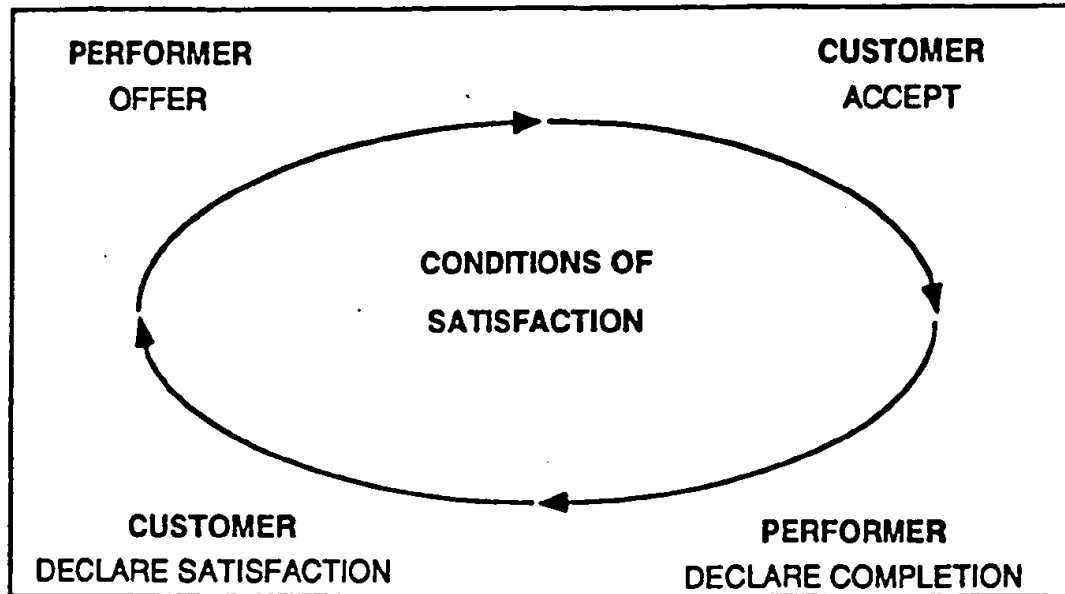 PERFORMER
OFFER
CUSTOMER
ACCEPT
CONDITIONS OF
SATISFACTION
CUSTOMER
DECLARE SATISFACTION
PERFORMER
DECLARE COMPLETION